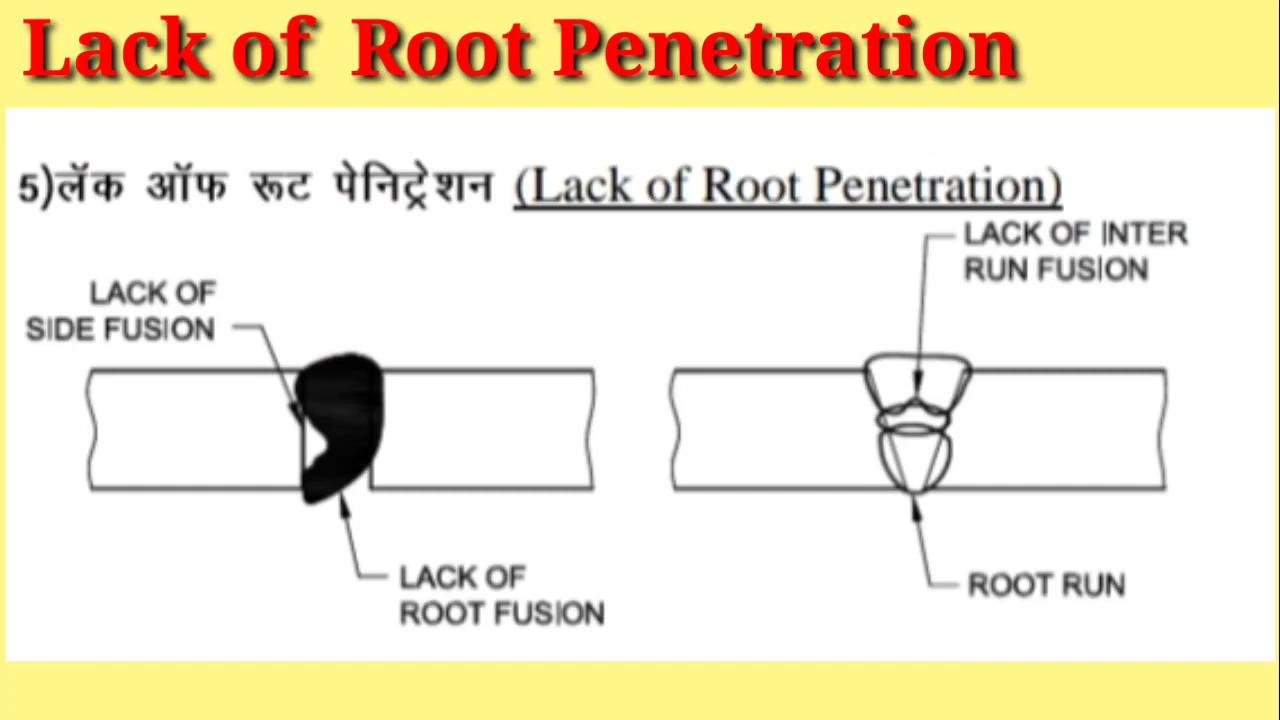 Lack of Root Penetration
5)लॅक ऑफ रूट पेनिट्रेशन (Lack of Root Penetration)
LACK OF
SIDE FUSION
LACK OF
ROOT FUSION
LACK OF INTER
RUN FUSION
ROOT RUN